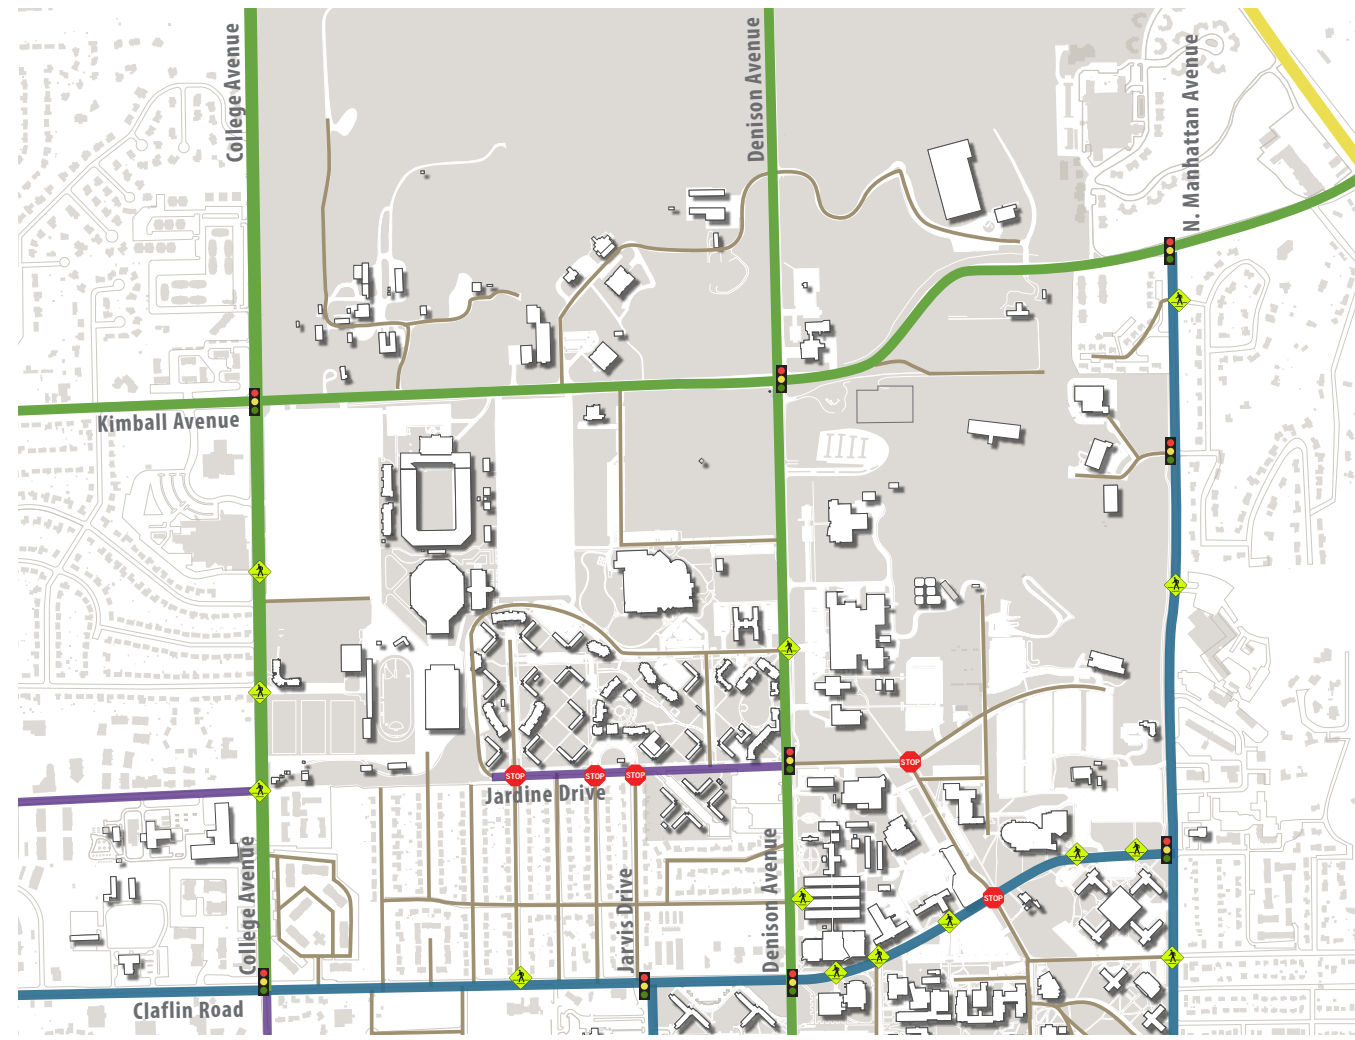 College Avenue
Denison Avenue
N. Manhattan Avenue
Kimball Avenue
STOP
STOP
STOP
STOP
Jardine Drive
College Avenue
Jarvis Drive
Denison Avenue
STOP
Claflin Road